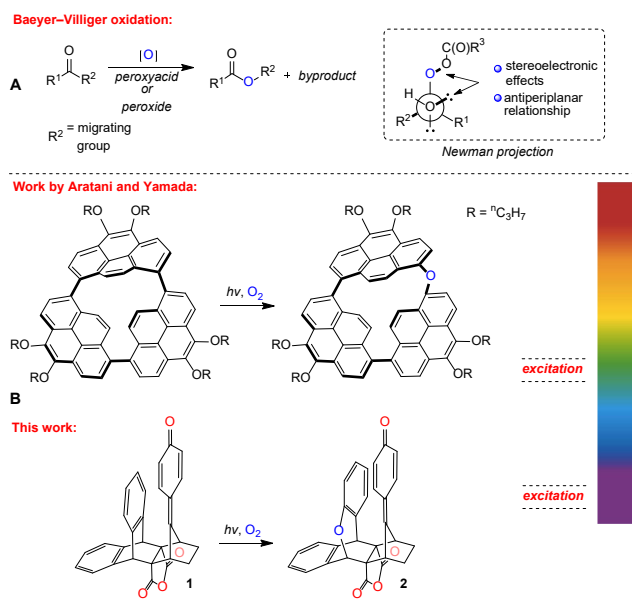 Baeyer–Villiger oxidation:
A
O
R¹ R²
[O]
peroxyacid
or
peroxide
O
R¹ O R²
+ byproduct
R² = migrating
group
C(O)R³
O
O
H
O
R² R¹
stereoelectronic
effects
antiperiplanar
relationship
Newman projection
Work by Aratani and Yamada:
R = ⁿC₃H₇
RO OR
RO
RO
OR
OR
hv, O₂
RO OR
O
RO
RO
OR
OR
excitation
B
This work:
O
O
O
O
1
hv, O₂
O
O
O
O
O
2
excitation